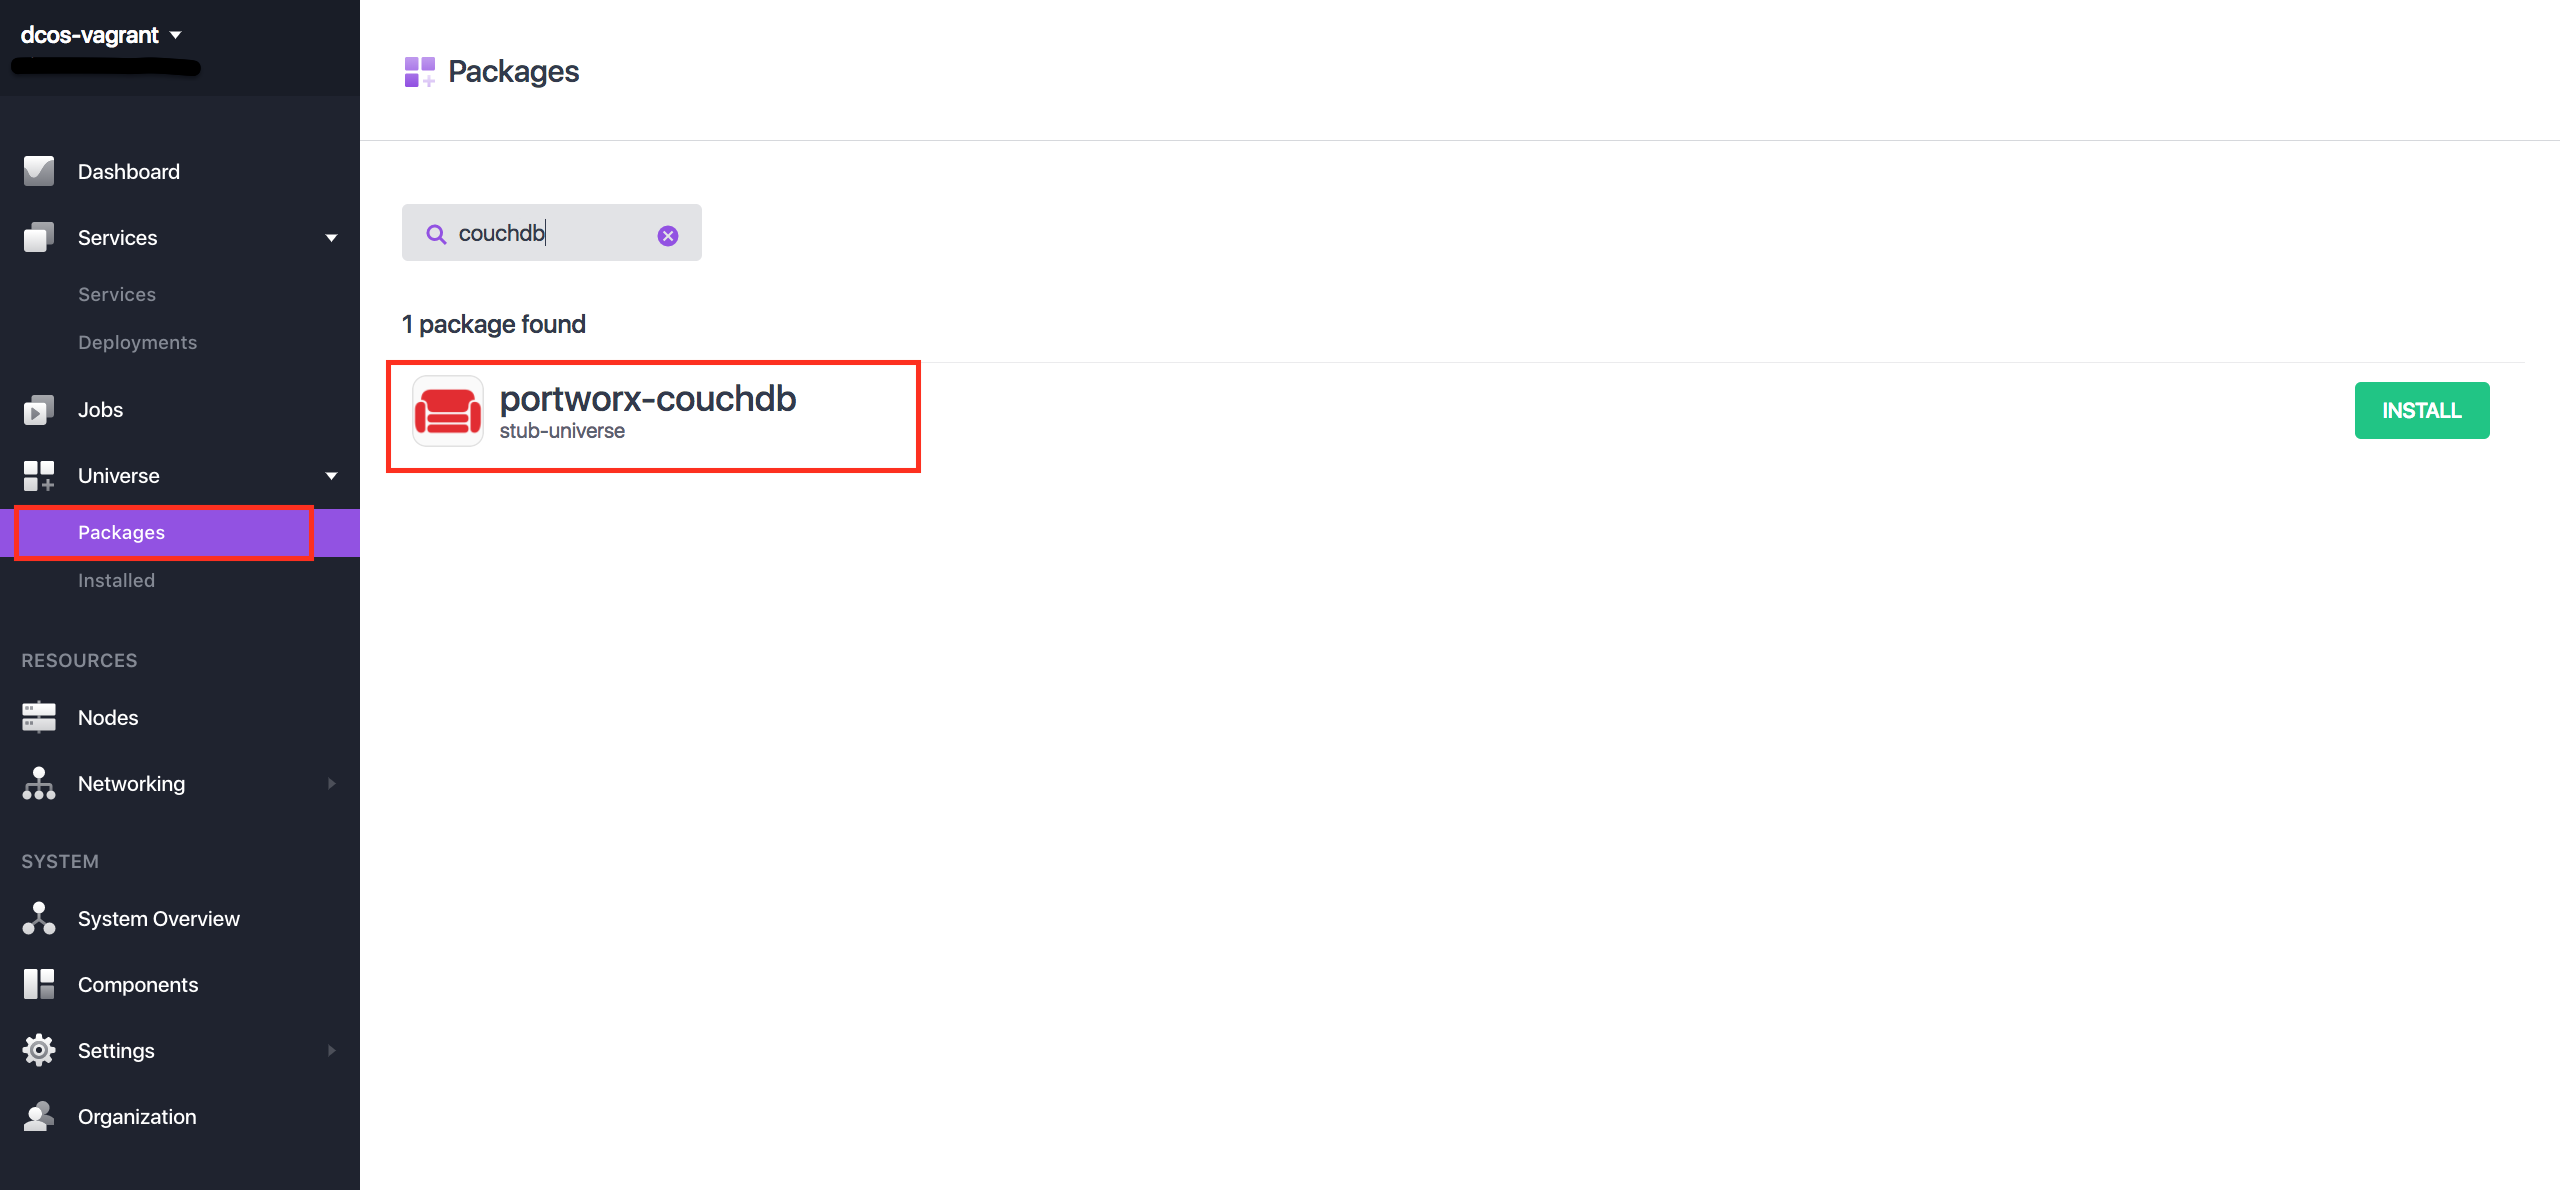 dcos-vagrant
Dashboard
Services
Services
Deployments
Jobs
Universe
Packages
Installed
RESOURCES
Nodes
Networking
SYSTEM
System Overview
Components
Settings
Organization
Packages
couchdb
1 package found
portworx-couchdb
stub-universe
INSTALL